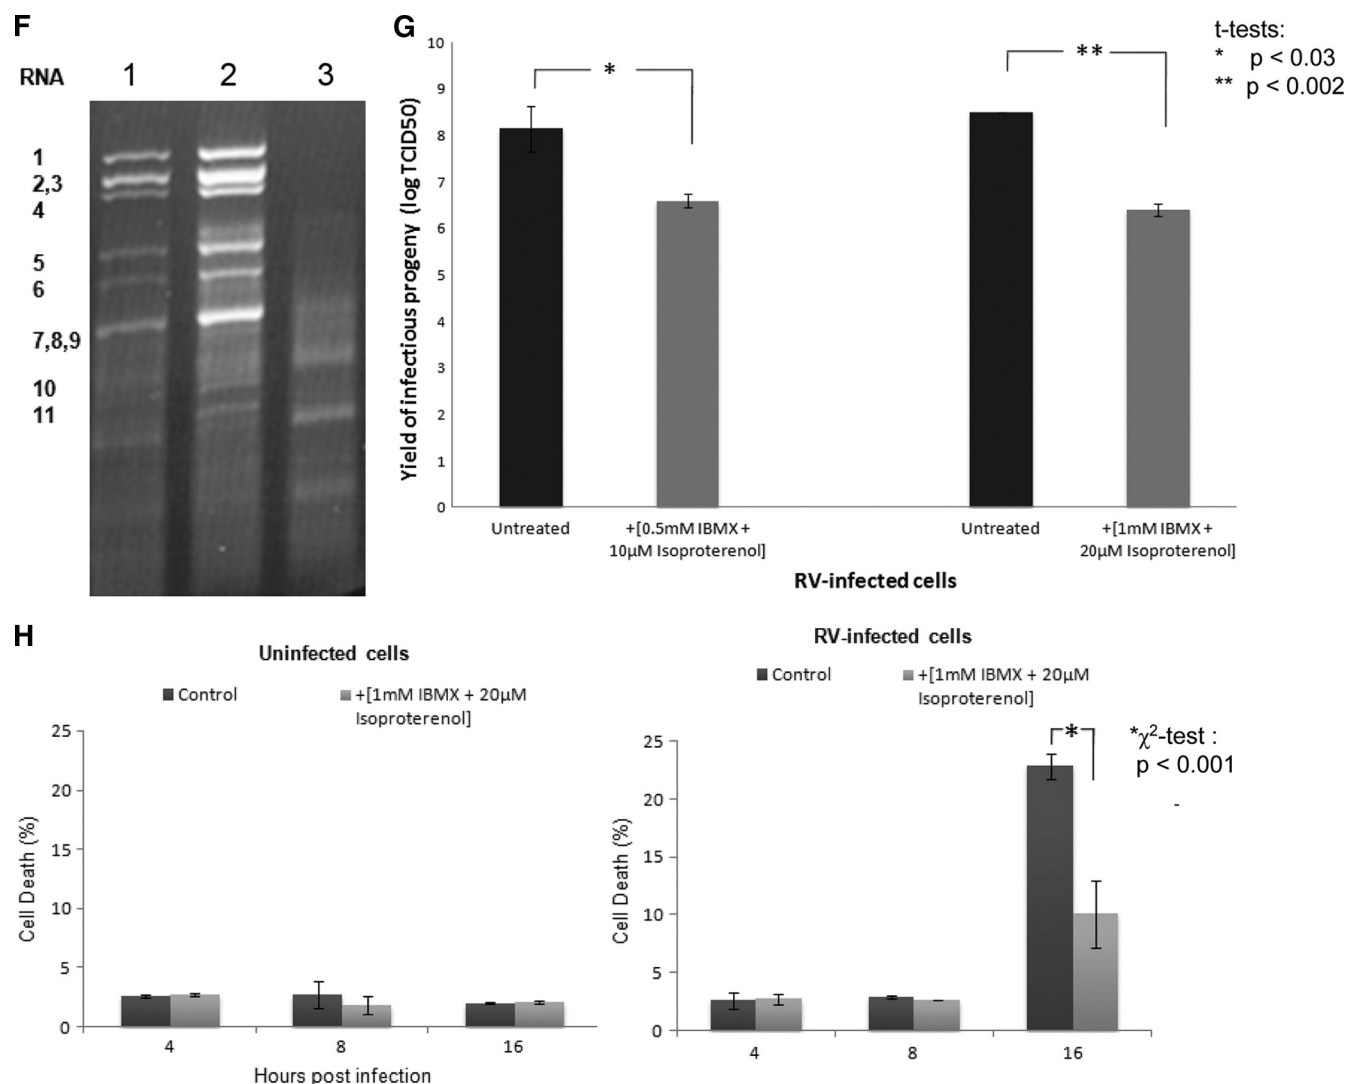 F
RNA 1 2 3
1
2,3
4
5
6
7,8,9
10
11
G
t-tests:
* p < 0.03
** p < 0.002
Yield of infectious progeny (log TCID50)
10
9
8
7
6
5
4
3
2
1
0
*
**
Untreated
+[0.5mM IBMX +
10µM Isoproterenol]
Untreated
+[1mM IBMX +
20µM Isoproterenol]
RV-infected cells
H
Uninfected cells
Control
+[1mM IBMX + 20µM
Isoproterenol]
Cell Death (%)
25
20
15
10
5
0
4 8 16
Hours post infection
RV-infected cells
Control
+[1mM IBMX + 20µM
Isoproterenol]
Cell Death (%)
25
20
15
10
5
0
*
*χ²-test :
p < 0.001
-
4 8 16